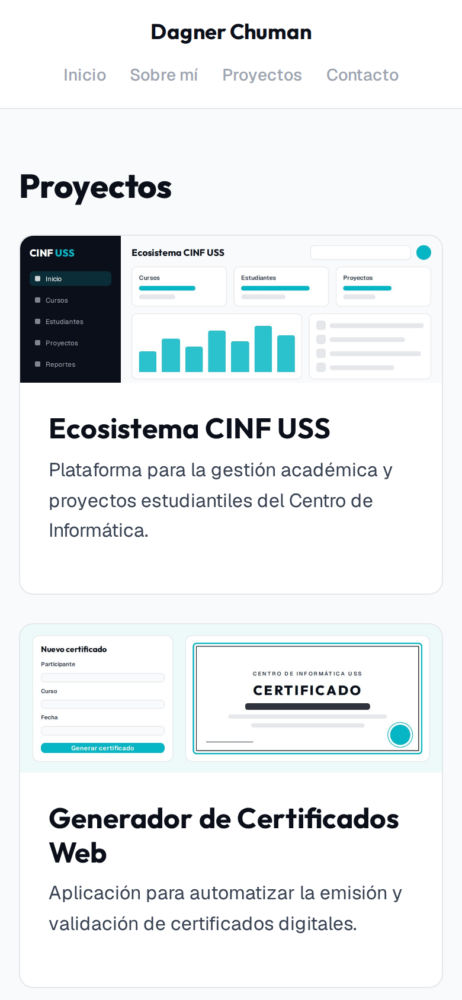 Dagner Chuman
Inicio Sobre mí Proyectos Contacto
Proyectos
CINF USS
Inicio
Cursos
Estudiantes
Proyectos
Reportes
Ecosistema CINF USS
Cursos
Estudiantes
Proyectos
Ecosistema CINF USS
Plataforma para la gestión académica y
proyectos estudiantiles del Centro de
Informática.
Nuevo certificado
Participante
Curso
Fecha
Generar certificado
CENTRO DE INFORMÁTICA USS
CERTIFICADO
Generador de Certificados
Web
Aplicación para automatizar la emisión y
validación de certificados digitales.